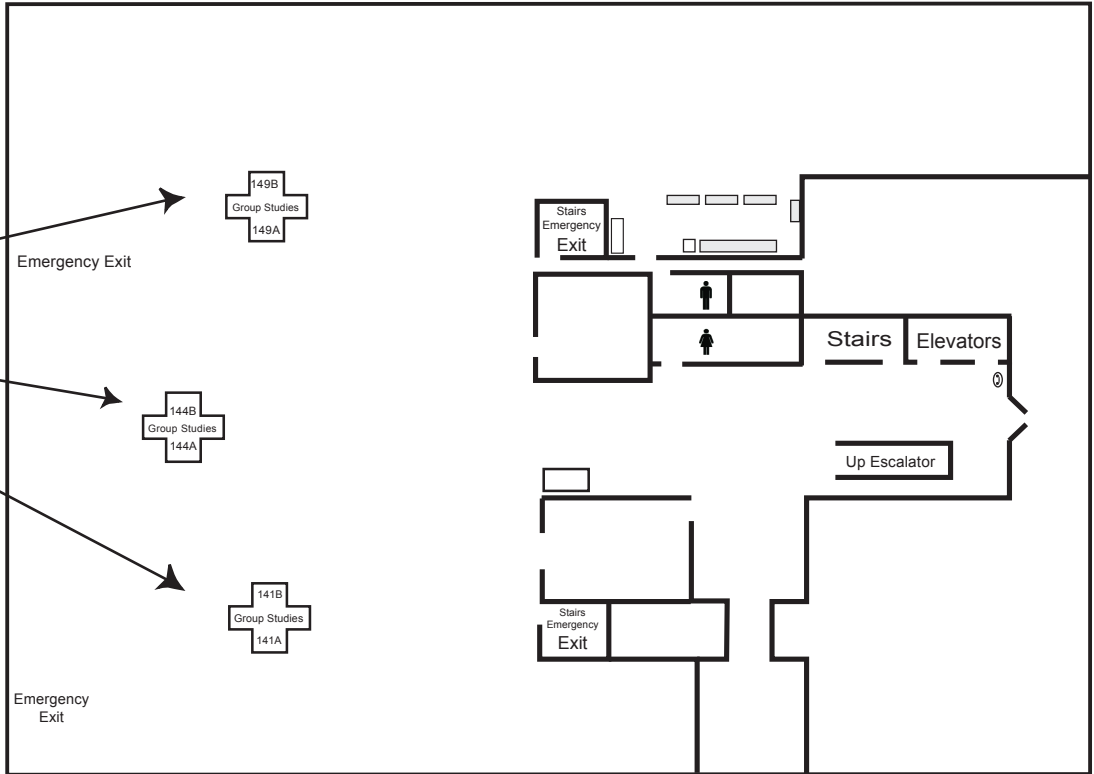 149B
Group Studies
149A
Emergency Exit
Stairs
Emergency
Exit
Stairs
Elevators
144B
Group Studies
144A
Up Escalator
141B
Group Studies
141A
Stairs
Emergency
Exit
Emergency
Exit